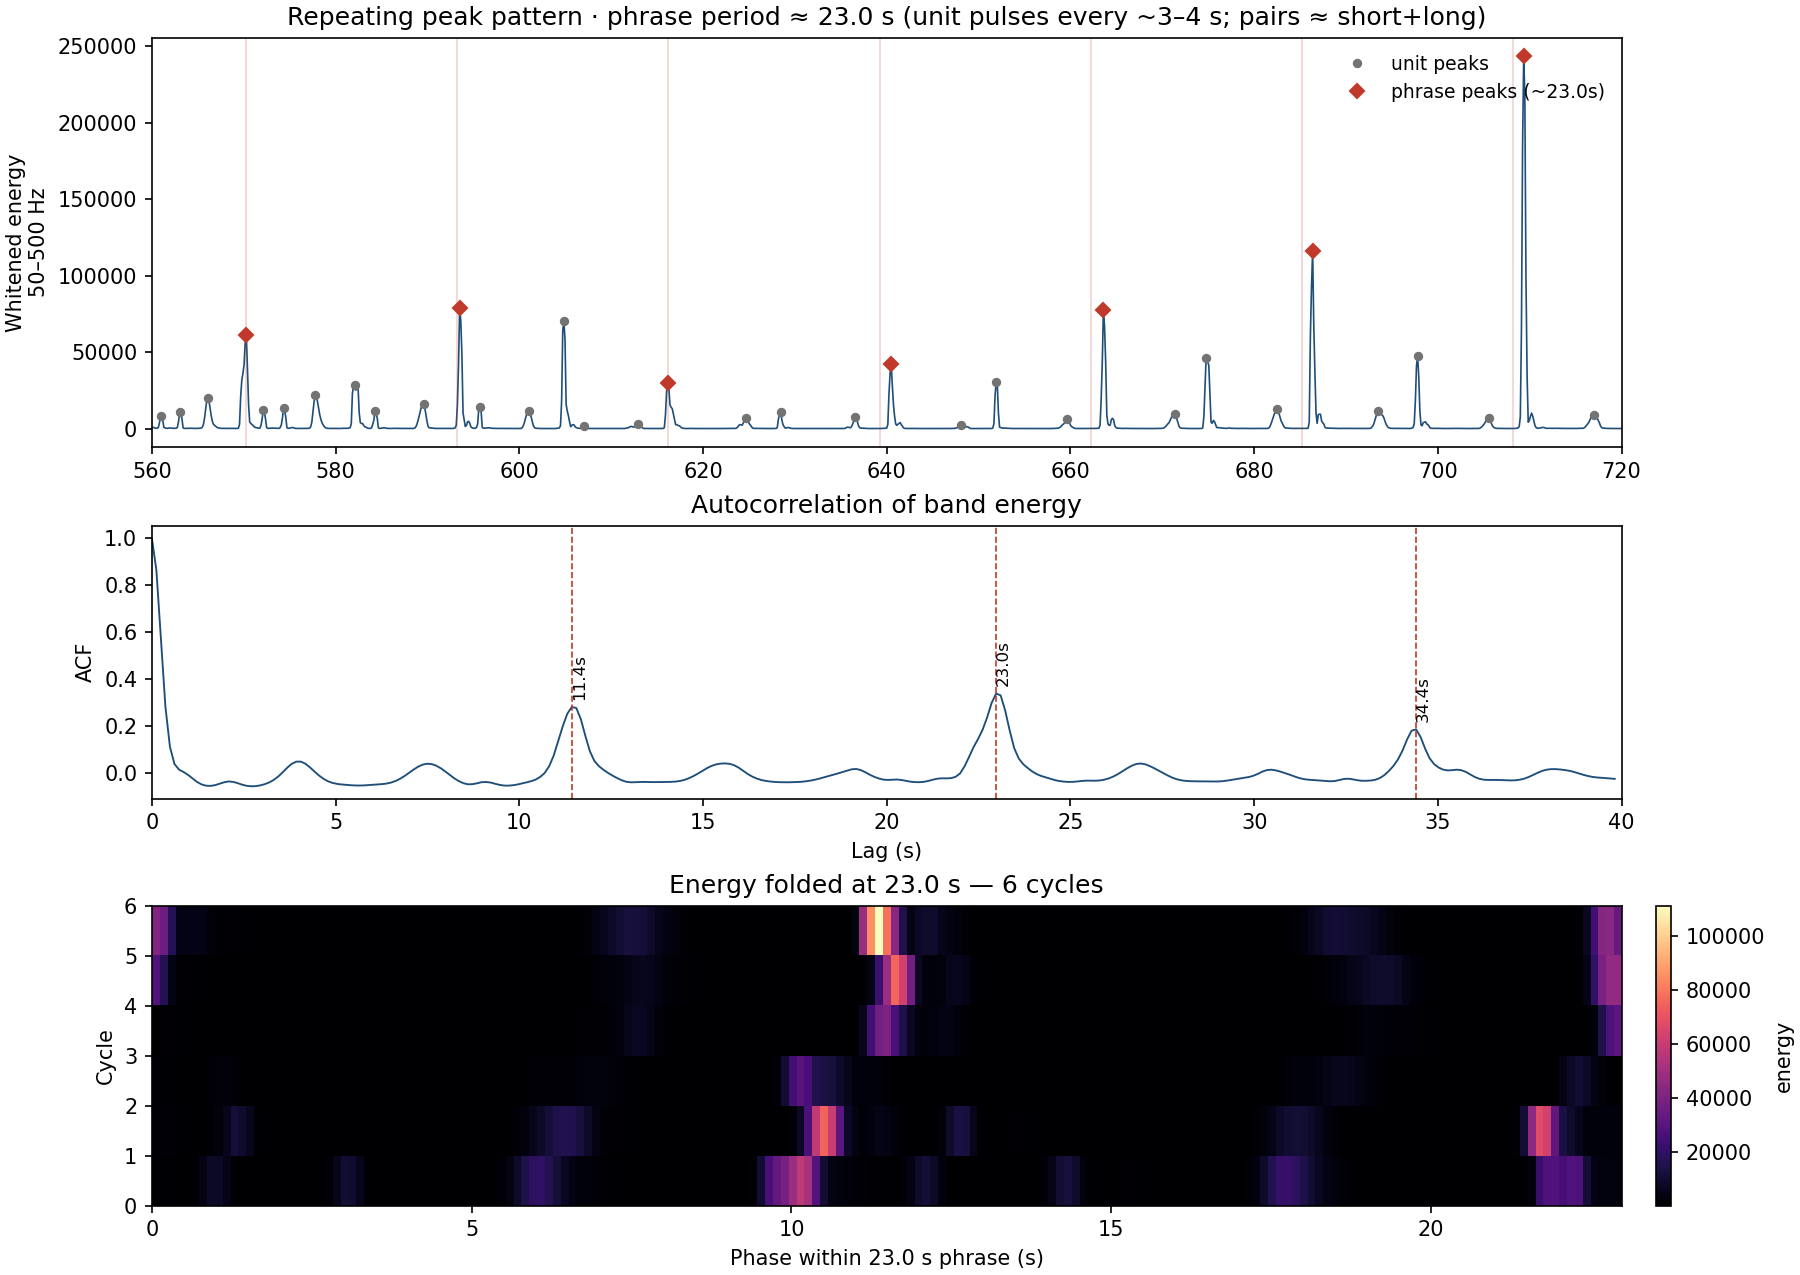 Repeating peak pattern · phrase period ≈ 23.0 s (unit pulses every ~3–4 s; pairs ≈ short+long)
Whitened energy
50–500 Hz
250000
200000
150000
100000
50000
0
unit peaks
phrase peaks (~23.0s)
560 580 600 620 640 660 680 700 720
Autocorrelation of band energy
ACF
1.0
0.8
0.6
0.4
0.2
0.0
11.4s
23.0s
34.4s
0 5 10 15 20 25 30 35 40
Lag (s)
Energy folded at 23.0 s — 6 cycles
Cycle
6
5
4
3
2
1
0
0 5 10 15 20
Phase within 23.0 s phrase (s)
100000
80000
60000
40000
20000
energy